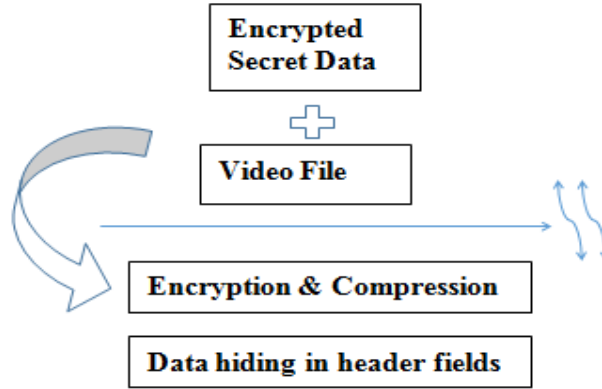 Encrypted
Secret Data
Video File
Encryption & Compression
Data hiding in header fields